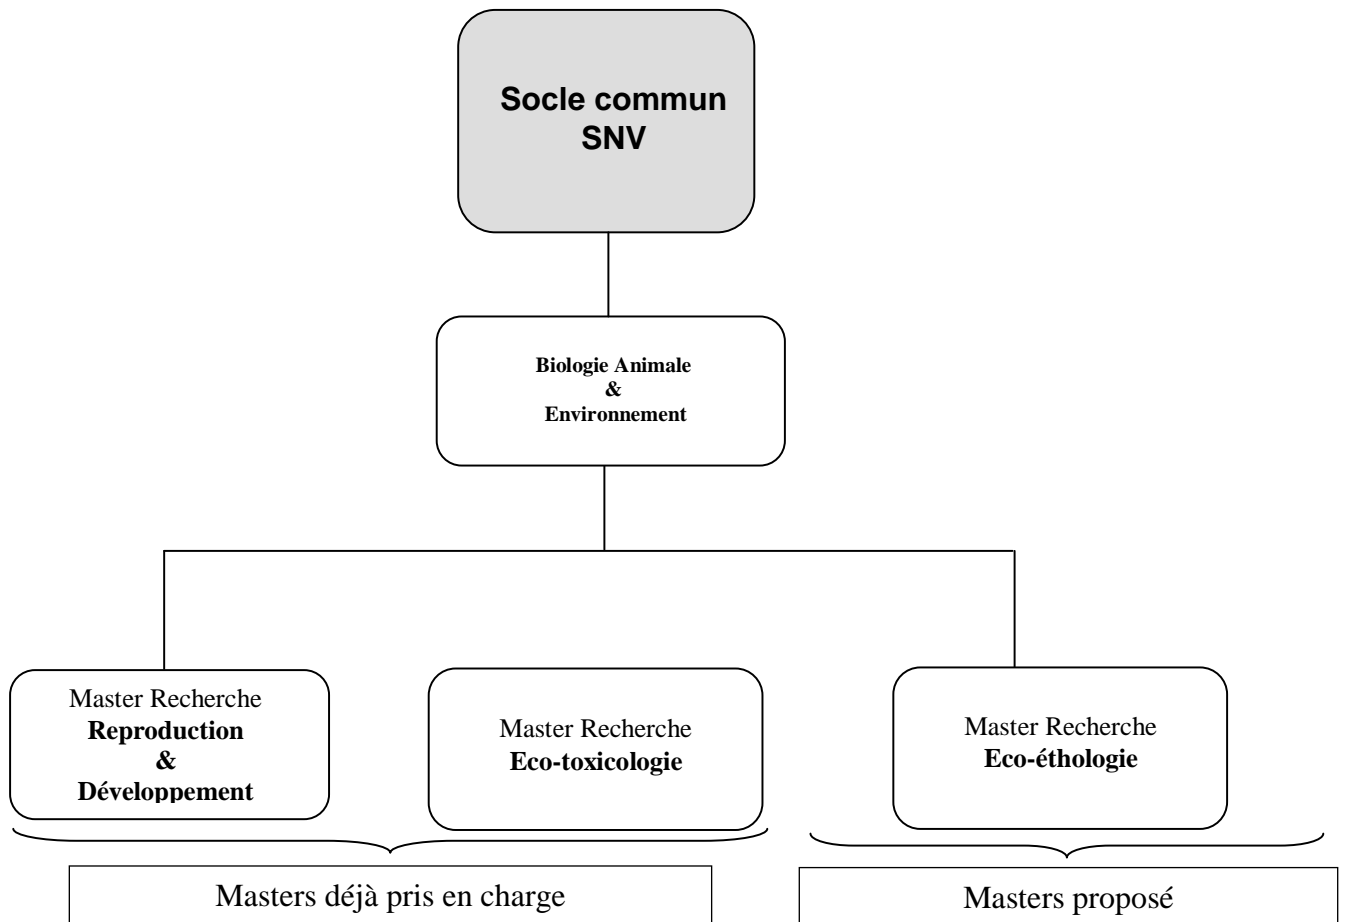 Socle commun
SNV
Biologie Animale
&
Environnement
Master Recherche
Reproduction
&
Développement
Master Recherche
Eco-toxicologie
Master Recherche
Eco-éthologie
Masters déjà pris en charge
Masters proposé